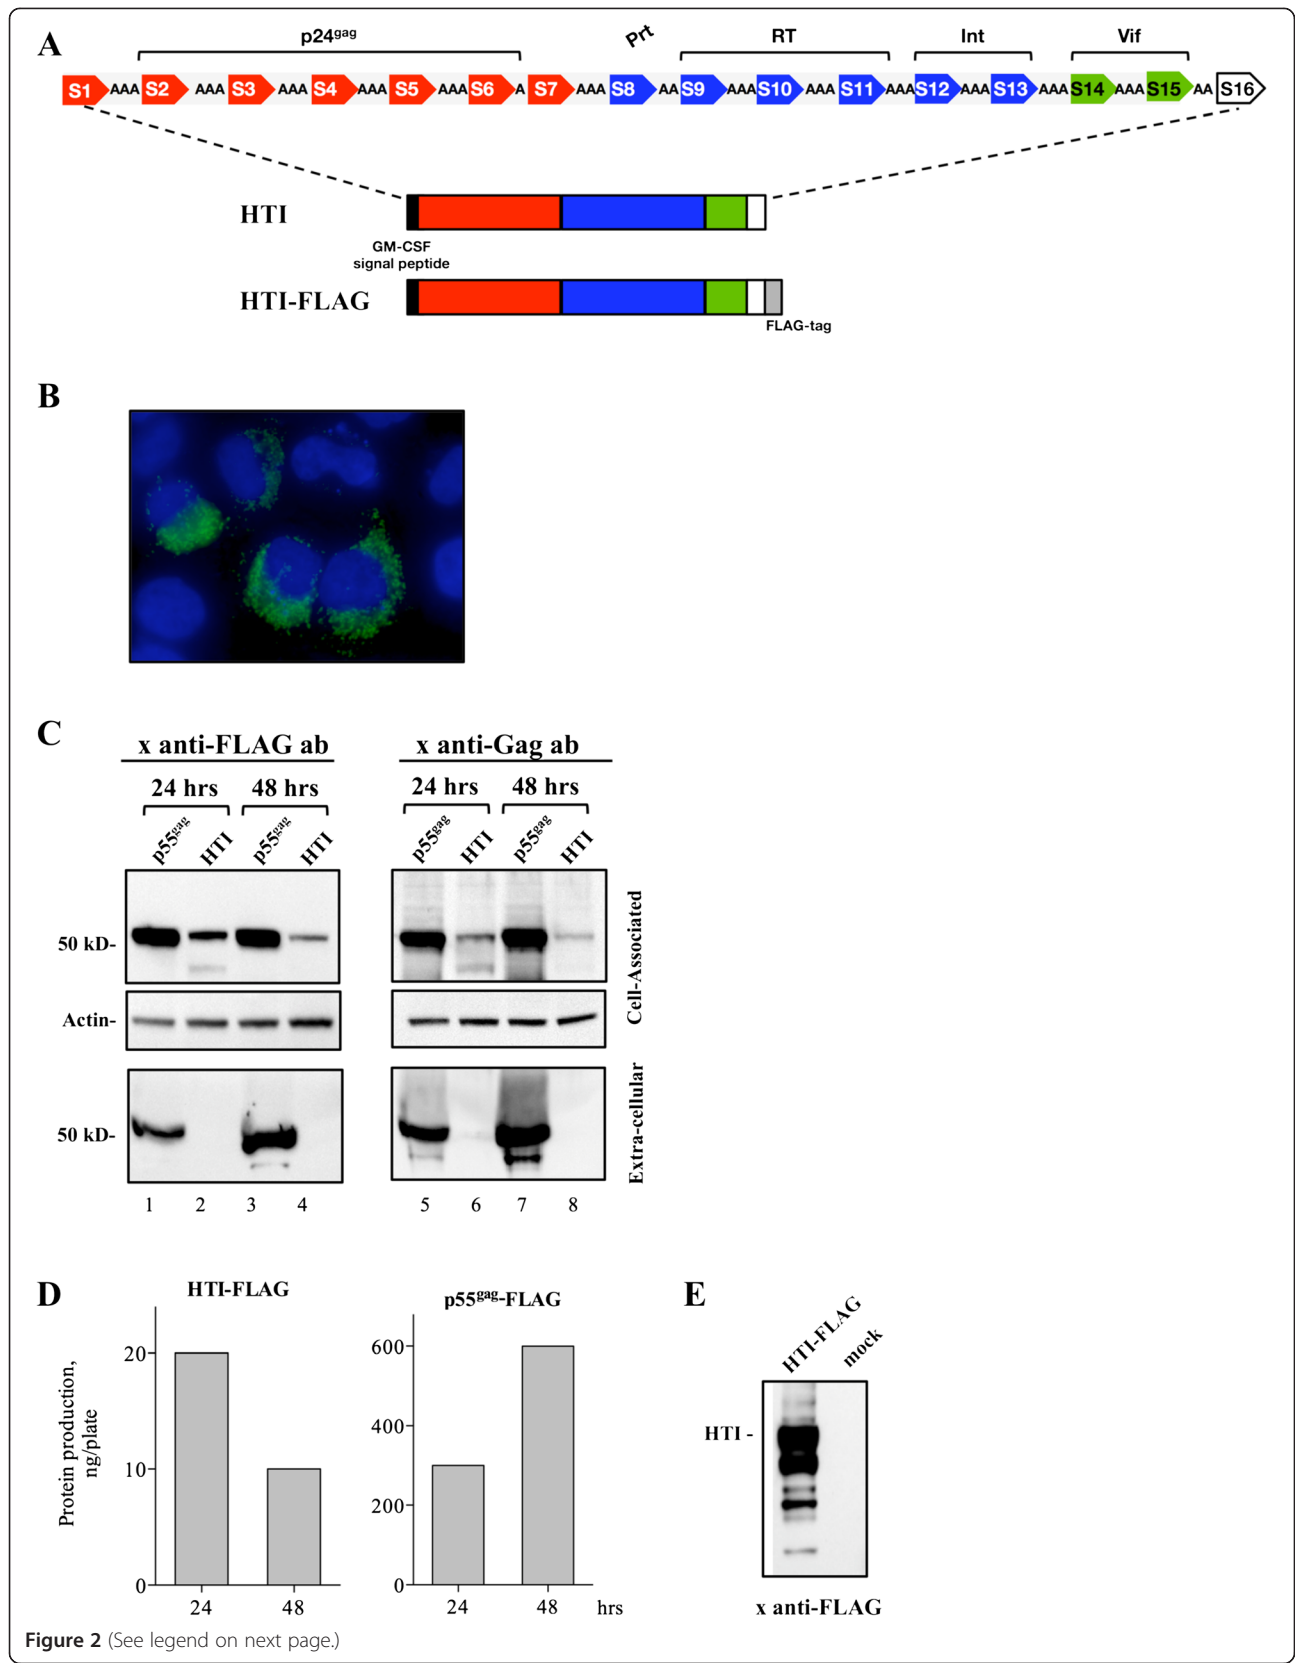 A
p24gag Prt RT Int Vif
S1 AAA S2 AAA S3 AAA S4 AAA S5 AAA S6 A S7 AAA S8 AA S9 AAA S10 AAA S11 AAA S12 AAA S13 AAA S14 AAA S15 AA S16
HTI
GM-CSF
signal peptide
HTI-FLAG
FLAG-tag
B
C
x anti-FLAG ab
24 hrs 48 hrs
p55gag HTI p55gag HTI
x anti-Gag ab
24 hrs 48 hrs
p55gag HTI p55gag HTI
50 kD-
Actin-
Cell-Associated
50 kD-
Extra-cellular
1 2 3 4
5 6 7 8
D
HTI-FLAG
Protein production,
ng/plate
20
10
0
24 48
p55gag-FLAG
600
400
200
0
24 48 hrs
E
HTI-FLAG mock
HTI -
x anti-FLAG
Figure 2 (See legend on next page.)